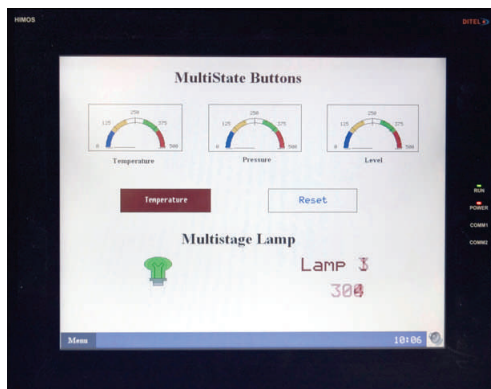 HIMOS
DITEL
MultiState Buttons
0 125 250 375 500
0 125 250 375 500
0 125 250 375 500
Temperature Pressure Level
Temperature Reset
RUN
POWER
COMM1
COMM2
Multistage Lamp
Lamp
Menu 10:06